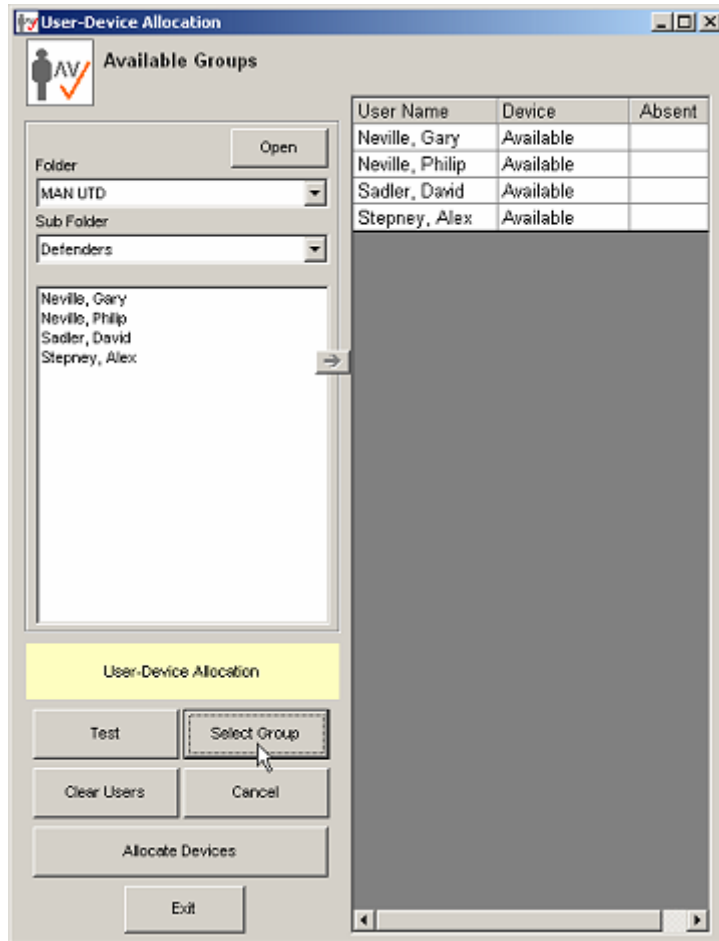 User-Device Allocation
AV
Available Groups
Open
Folder
MAN UTD
Sub Folder
Defenders
Neville, Gary
Neville, Philip
Sadler, David
Stepney, Alex
User-Device Allocation
Test
Select Group
Clear Users
Cancel
Allocate Devices
Exit
User Name Device Absent
Neville, Gary Available
Neville, Philip Available
Sadler, David Available
Stepney, Alex Available